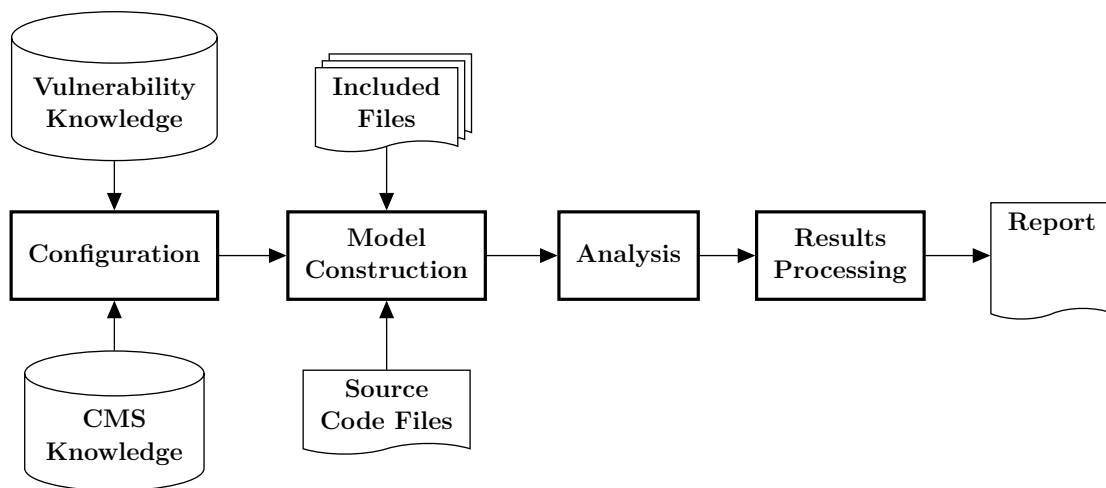 Vulnerability
Knowledge
Included
Files
Configuration
Model
Construction
Analysis
Results
Processing
Report
CMS
Knowledge
Source
Code Files